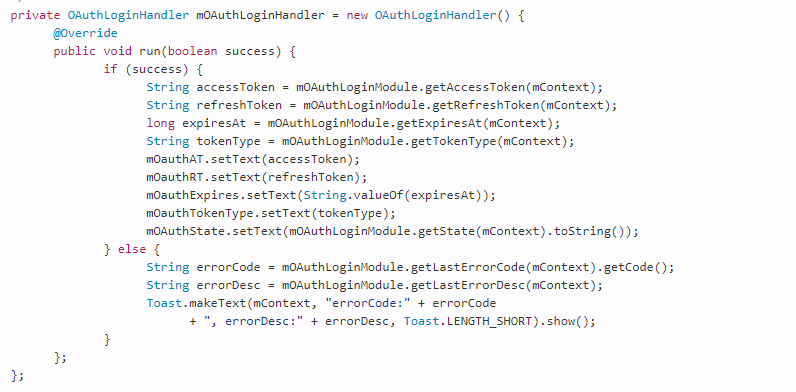 private OAuthLoginHandler mOAuthLoginHandler = new OAuthLoginHandler() {
@Override
public void run(boolean success) {
if (success) {
String accessToken = mOAuthLoginModule.getAccessToken(mContext);
String refreshToken = mOAuthLoginModule.getRefreshToken(mContext);
long expiresAt = mOAuthLoginModule.getExpiresAt(mContext);
String tokenType = mOAuthLoginModule.getTokenType(mContext);
mOauthAT.setText(accessToken);
mOauthRT.setText(refreshToken);
mOauthExpires.setText(String.valueOf(expiresAt));
mOauthTokenType.setText(tokenType);
mOAuthState.setText(mOAuthLoginModule.getState(mContext).toString());
} else {
String errorCode = mOAuthLoginModule.getLastErrorCode(mContext).getCode();
String errorDesc = mOAuthLoginModule.getLastErrorDesc(mContext);
Toast.makeText(mContext, "errorCode:" + errorCode
+ ", errorDesc:" + errorDesc, Toast.LENGTH_SHORT).show();
}
};
};